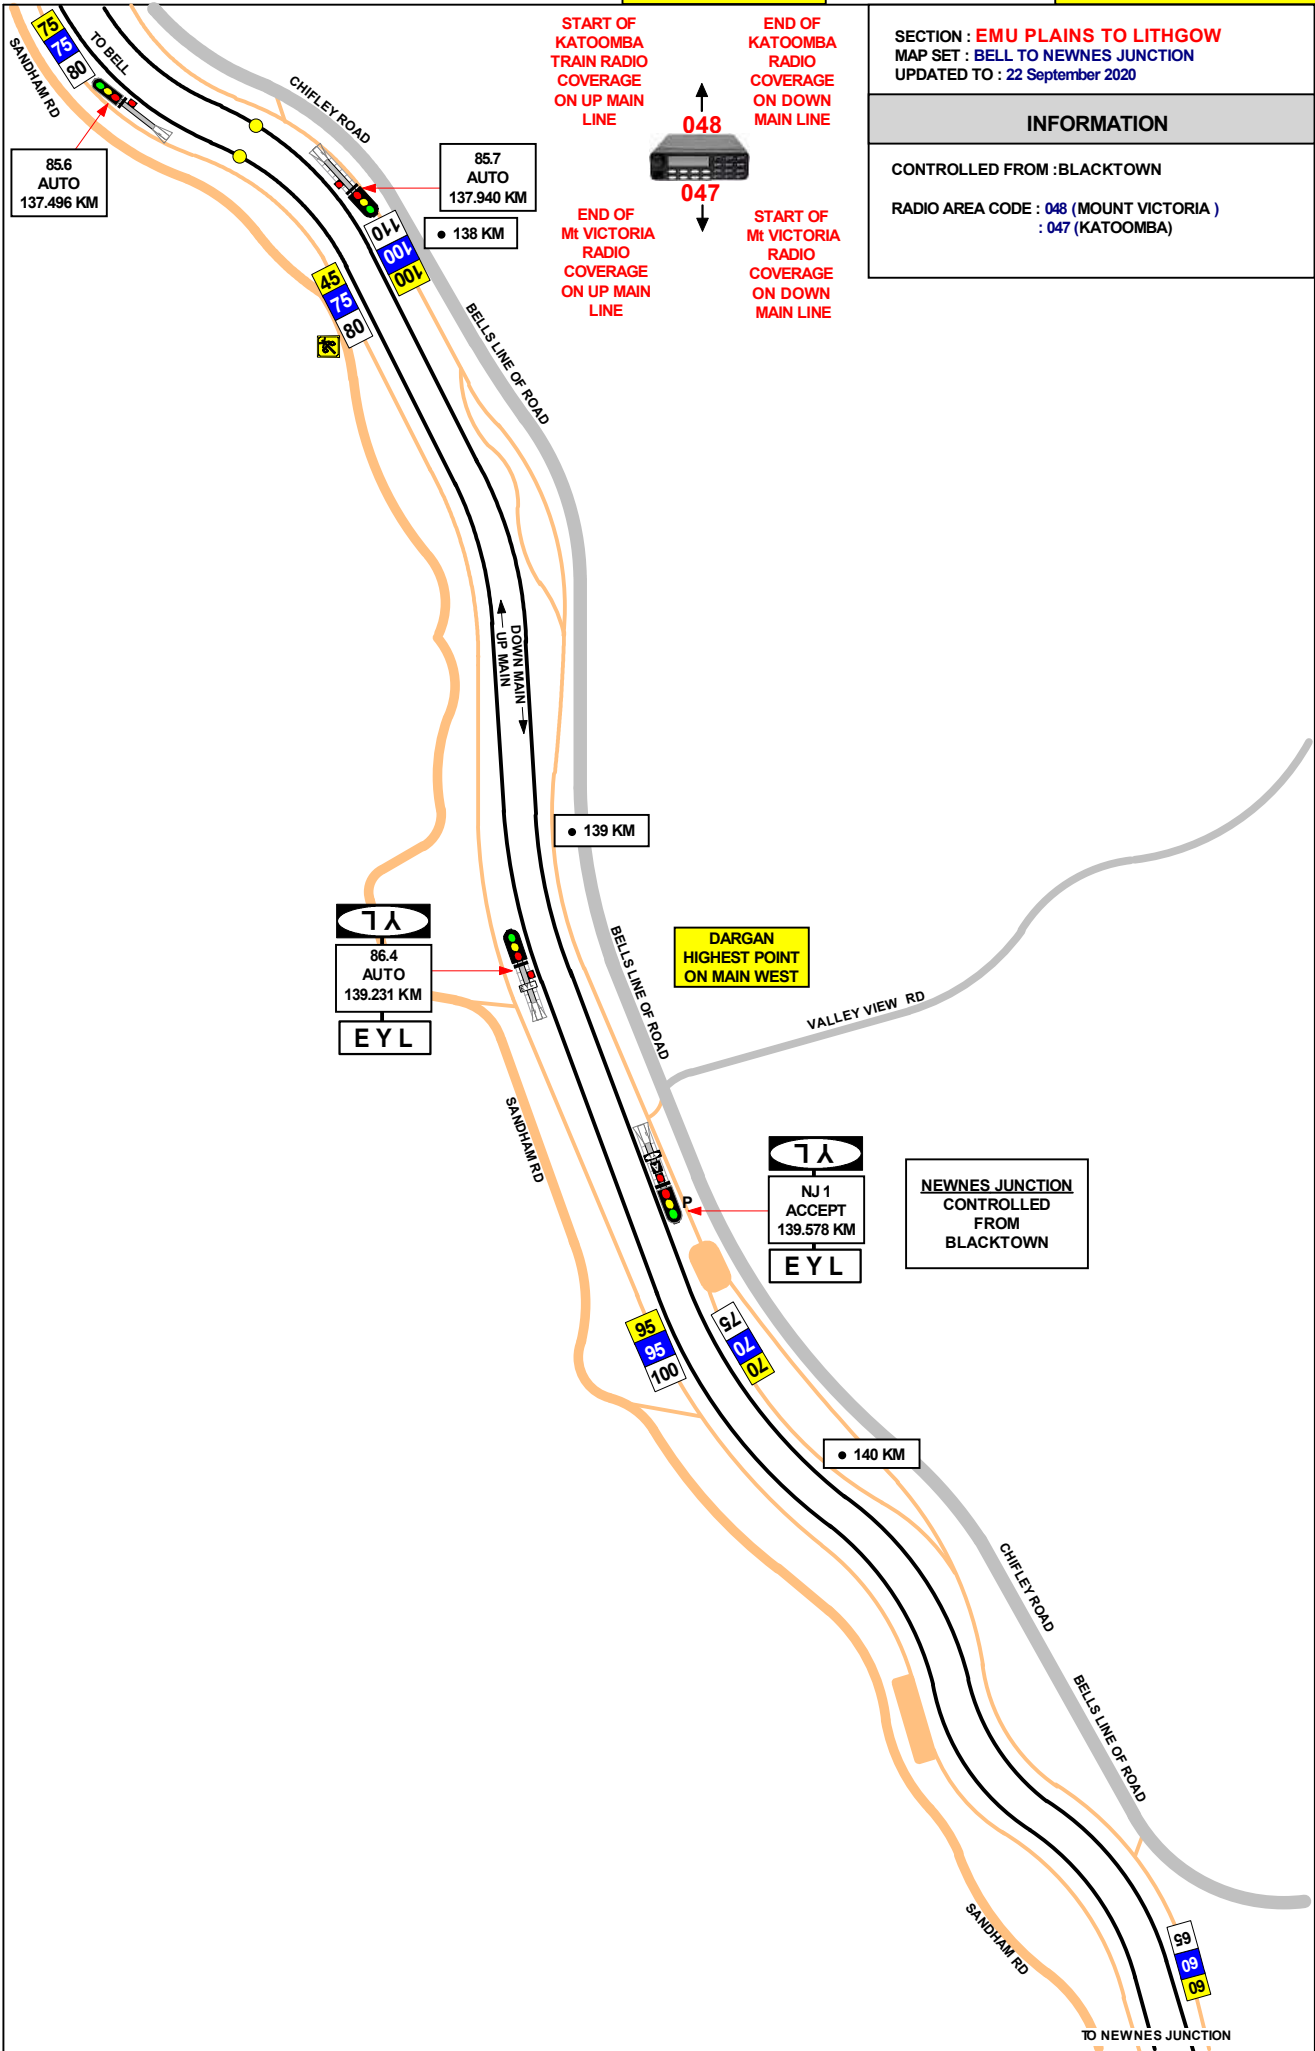 START OF
KATOOMBA
TRAIN RADIO
COVERAGE
ON UP MAIN
LINE
END OF
KATOOMBA
RADIO
COVERAGE
ON DOWN
MAIN LINE
048
047
END OF
Mt VICTORIA
RADIO
COVERAGE
ON UP MAIN
LINE
START OF
Mt VICTORIA
RADIO
COVERAGE
ON DOWN
MAIN LINE
SECTION : EMU PLAINS TO LITHGOW
MAP SET : BELL TO NEWNES JUNCTION
UPDATED TO : 22 September 2020
INFORMATION
CONTROLLED FROM :BLACKTOWN
RADIO AREA CODE : 048 (MOUNT VICTORIA )
: 047 (KATOOMBA)
75
75
80
TO BELL
SANDHAM RD
CHIFLEY ROAD
85.6
AUTO
137.496 KM
85.7
AUTO
137.940 KM
• 138 KM
110
100
100
45
75
80
BELLS LINE OF ROAD
UP MAIN
DOWN MAIN
• 139 KM
YL
86.4
AUTO
139.231 KM
EYL
BELLS LINE OF ROAD
DARGAN
HIGHEST POINT
ON MAIN WEST
VALLEY VIEW RD
SANDHAM RD
P
YL
NJ 1
ACCEPT
139.578 KM
EYL
NEWNES JUNCTION
CONTROLLED
FROM
BLACKTOWN
95
95
100
75
70
70
• 140 KM
CHIFLEY ROAD
BELLS LINE OF ROAD
SANDHAM RD
65
60
60
TO NEWNES JUNCTION